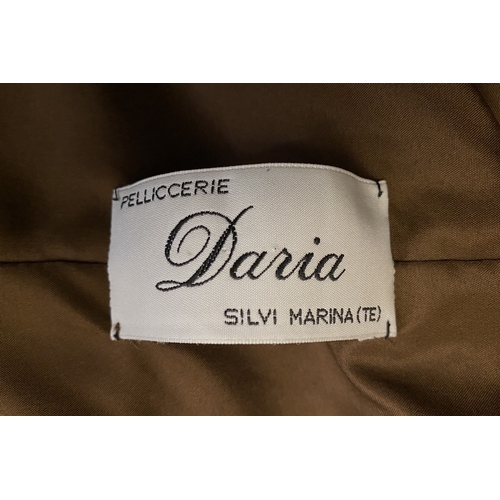 PELLICCERIE
Daria
SILVI MARINA (TE)